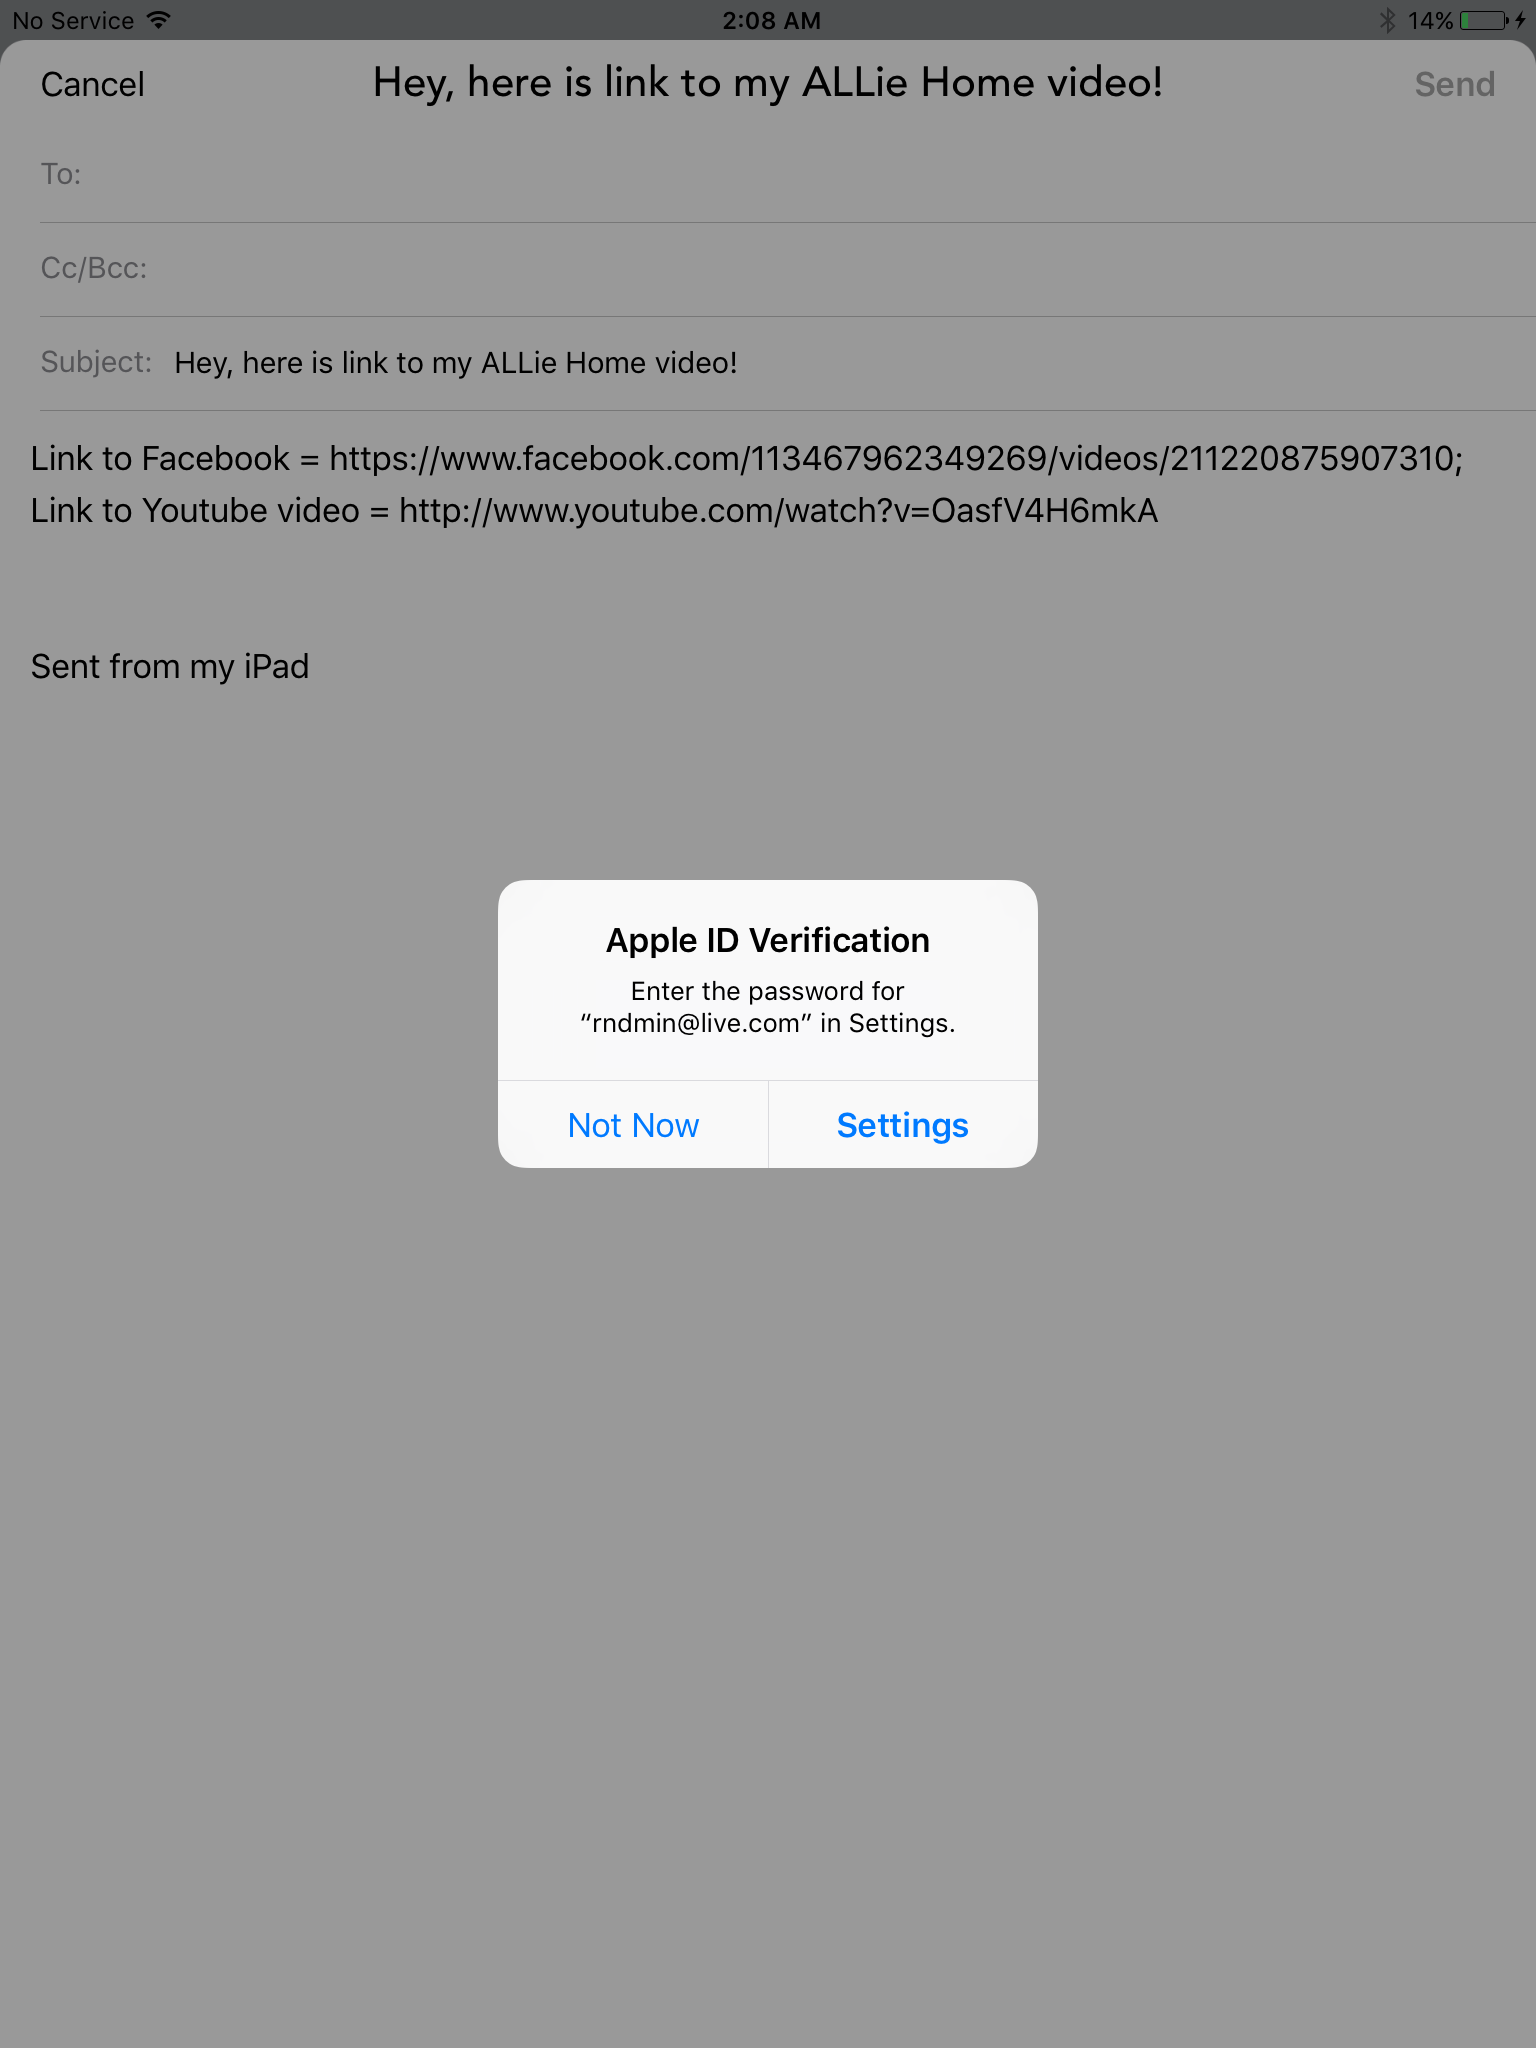 No Service 2:08 AM 14%
Cancel Hey, here is link to my ALLie Home video! Send
To:
Cc/Bcc:
Subject: Hey, here is link to my ALLie Home video!
Link to Facebook = https://www.facebook.com/113467962349269/videos/211220875907310;
Link to Youtube video = http://www.youtube.com/watch?v=OasfV4H6mkA
Sent from my iPad
Apple ID Verification
Enter the password for
“rndmin@live.com” in Settings.
Not Now Settings